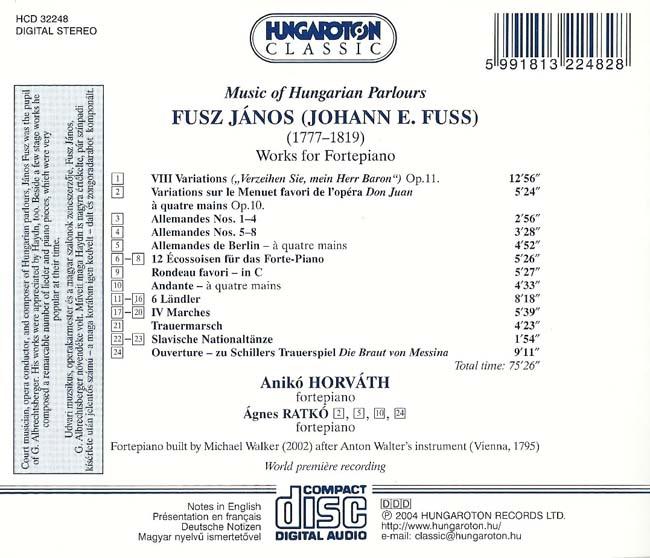 HCD 32248
DIGITAL STEREO
HUNGAROTON
CLASSIC
5 991813 224828
Music of Hungarian Parlours
FUSZ JÁNOS (JOHANN E. FUSS)
(1777–1819)
Works for Fortepiano
1 VIII Variations („Verzeihen Sie, mein Herr Baron“) Op.11. 12’56”
2 Variations sur le Menuet favori de l’opéra Don Juan 5’24”
à quatre mains Op.10.
3 Allemandes Nos. 1–4 2’56”
4 Allemandes Nos. 5–8 3’28”
5 Allemandes de Berlin – à quatre mains 4’52”
6 – 8 12 Écossoisen für das Forte-Piano 5’26”
9 Rondeau favori – in C 5’27”
10 Andante – à quatre mains 4’33”
11 – 16 6 Ländler 8’18”
17 – 20 IV Marches 5’39”
21 Trauermarsch 4’23”
22 – 23 Slavische Nationaltänze 1’54”
24 Ouverture – zu Schillers Trauerspiel Die Braut von Messina 9’11”
Total time: 75’26”
Anikó HORVÁTH
fortepiano
Ágnes RATKÓ 2, 5, 10, 24
fortepiano
Fortepiano built by Michael Walker (2002) after Anton Walter’s instrument (Vienna, 1795)
World première recording
Court musician, opera conductor, and composer of Hungarian parlours, János Fusz was the pupil
of G. Albrechtsberger. His works were appreciated by Haydn, too. Beside a few stage works he
composed a remarkable number of lieder and piano pieces, which were very
popular at their time.
Udvari muzsikus, operakarmester és a magyar szalonok zeneszerzője, Fusz János,
G. Albrechtsberger növendéke volt. Műveit maga Haydn is nagyra értékelte, pár színpadi
kísérlete után jelentős számú – a maga korában igen kedvelt – dalt és zongoradarabot komponált.
Notes in English
Présentation en français
Deutsche Notizen
Magyar nyelvű ismertetővel
COMPACT
disc
DIGITAL AUDIO
DDD
℗ © 2004 HUNGAROTON RECORDS LTD.
http://www.hungaroton.hu/
e-mail: classic@hungaroton.hu